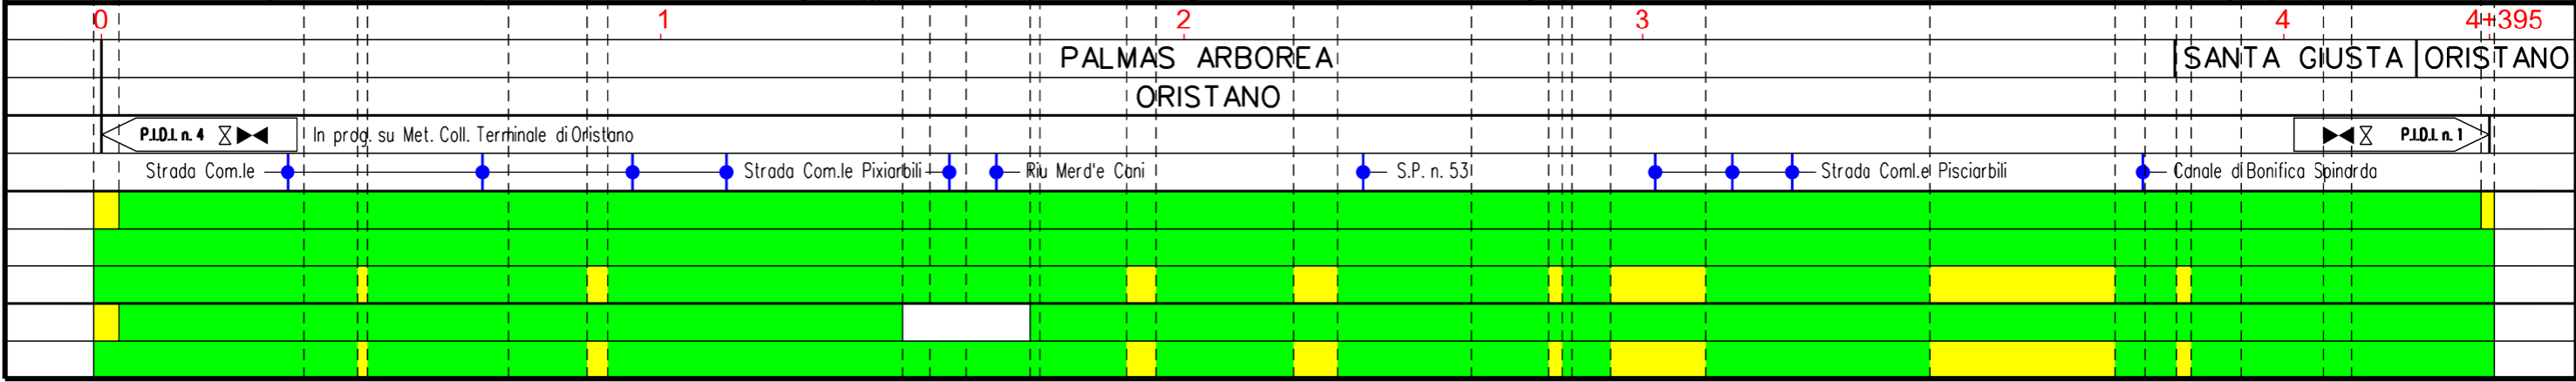 0 1 2 3 4 4+395
PALMAS ARBOREA SANTA GIUSTA ORISTANO
ORISTANO
P.I.D.I. n. 4 In prog. su Met. Coll. Terminale di Oristano P.I.D.I. n. 1
Strada Com.le Strada Com.le Pixiarbili Riu Merd'e Cani S.P. n. 53 Strada Coml.el Pisciarbili Canale di Bonifica Spinarda